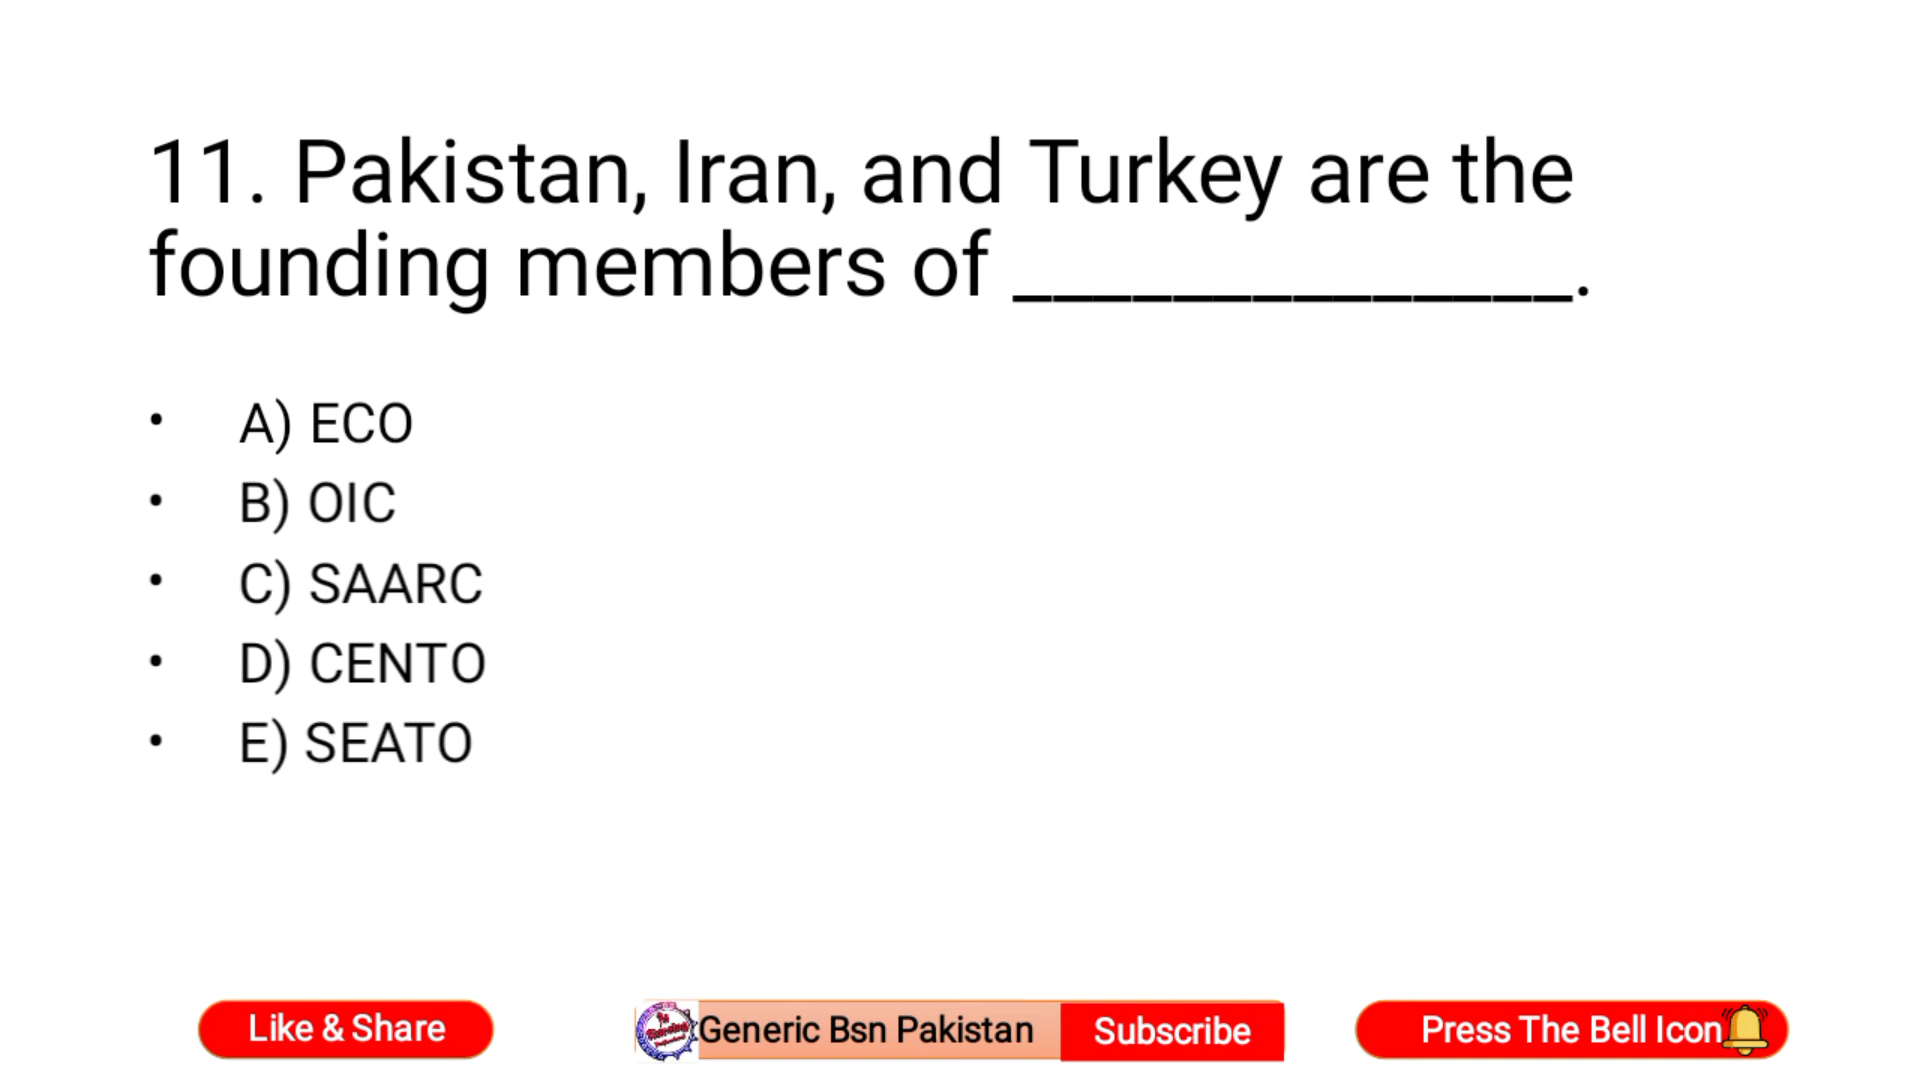 11. Pakistan, Iran, and Turkey are the
founding members of ______________.
• A) ECO
• B) OIC
• C) SAARC
• D) CENTO
• E) SEATO
Like & Share
Generic Bsn Pakistan
Subscribe
Press The Bell Icon